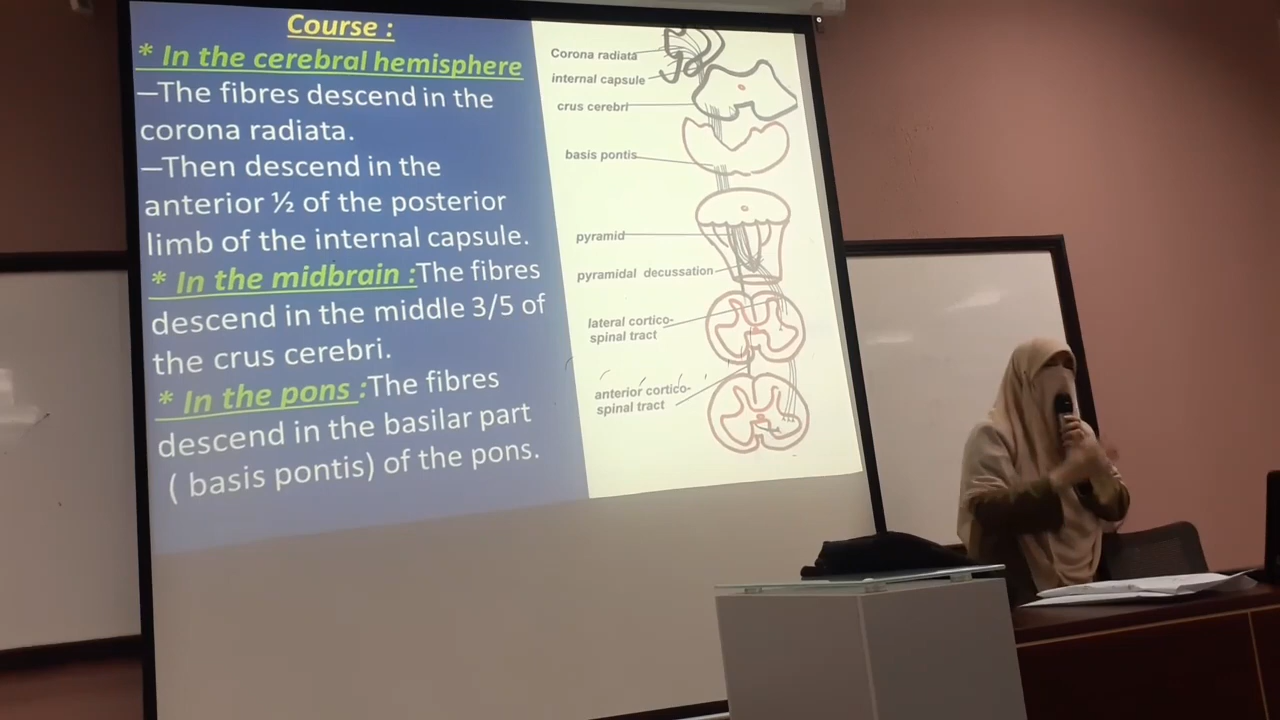 Course :
* In the cerebral hemisphere
–The fibres descend in the
corona radiata.
–Then descend in the
anterior ½ of the posterior
limb of the internal capsule.
* In the midbrain :The fibres
descend in the middle 3/5 of
the crus cerebri.
* In the pons :The fibres
descend in the basilar part
( basis pontis) of the pons.
Corona radiata
internal capsule
crus cerebri
basis pontis
pyramid
pyramidal decussation
lateral cortico-
spinal tract
anterior cortico-
spinal tract